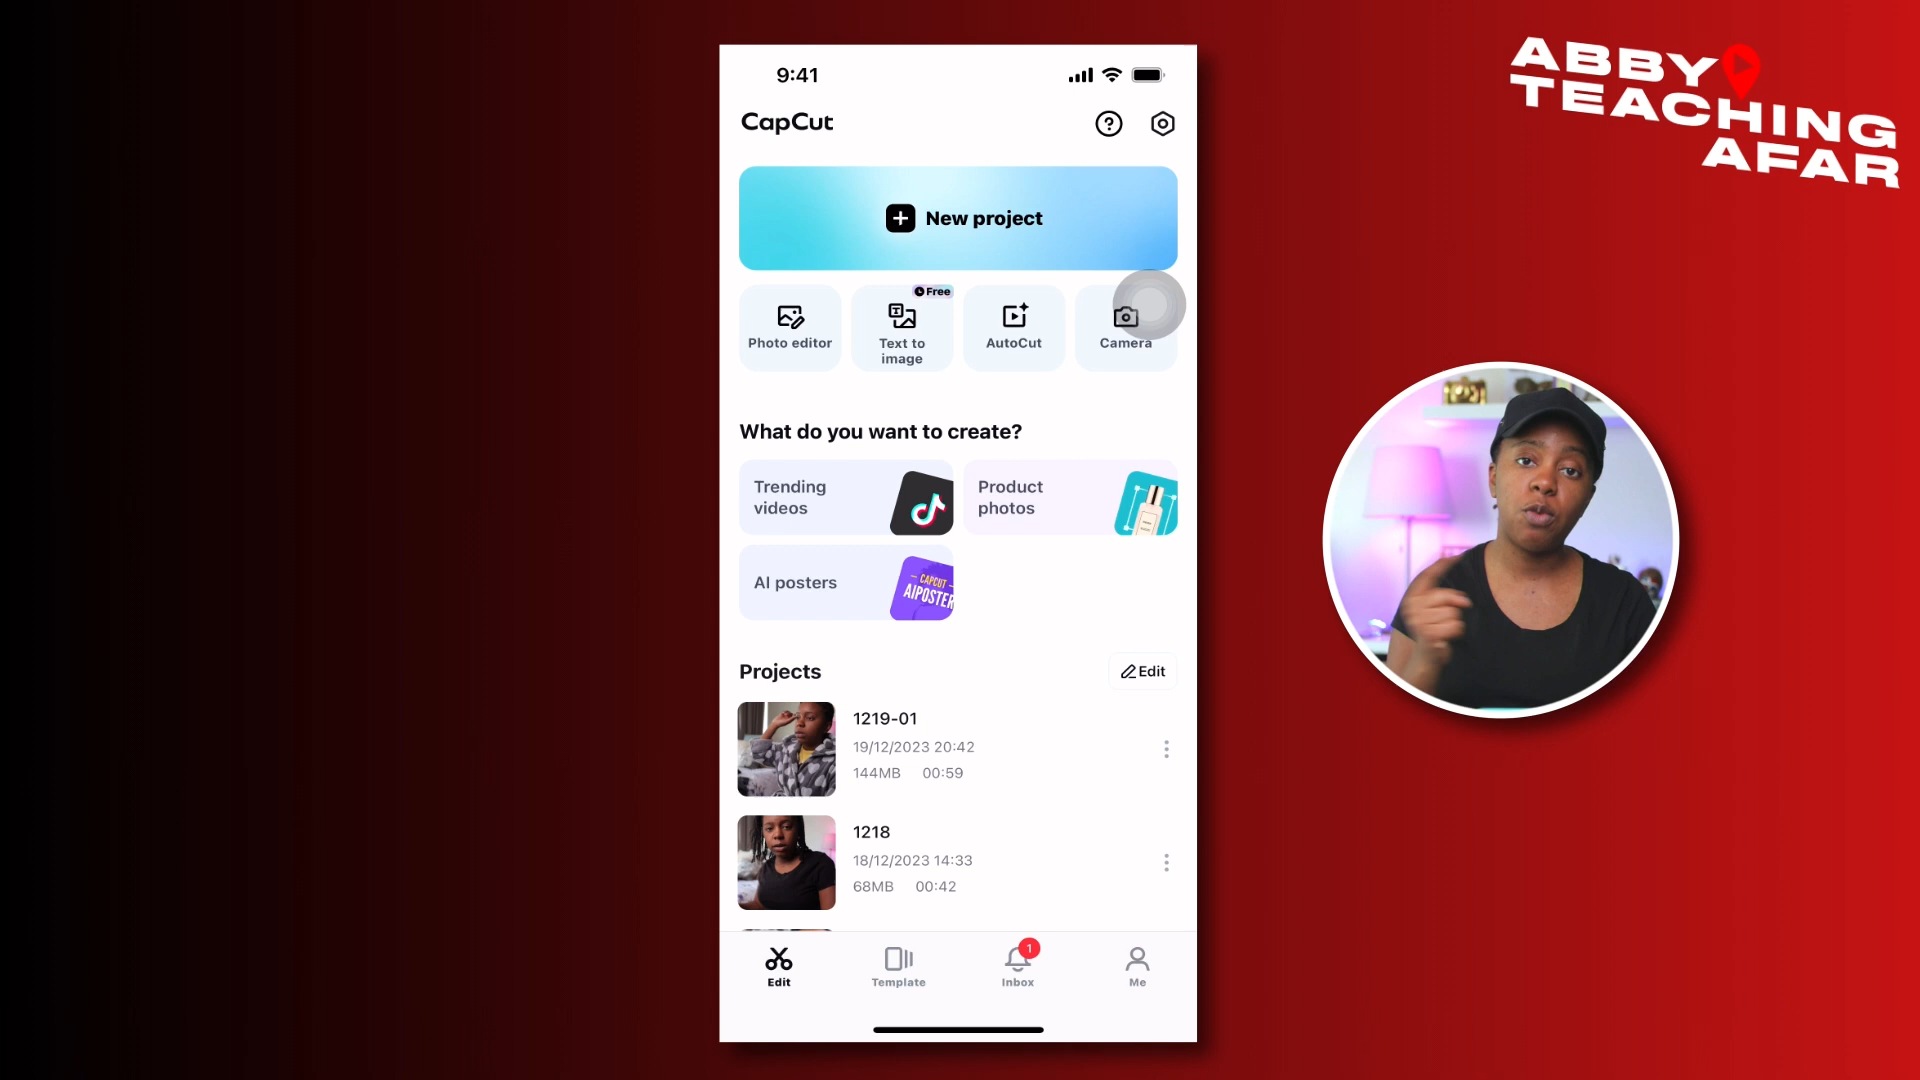 ABBY
TEACHING
AFAR
9:41
CapCut
New project
Free
Photo editor
Text to
image
AutoCut
Camera
What do you want to create?
Trending
videos
Product
photos
AI posters
CAPCUT
AIPOSTER
Projects
Edit
1219-01
19/12/2023 20:42
144MB 00:59
1218
18/12/2023 14:33
68MB 00:42
1
Edit
Template
Inbox
Me